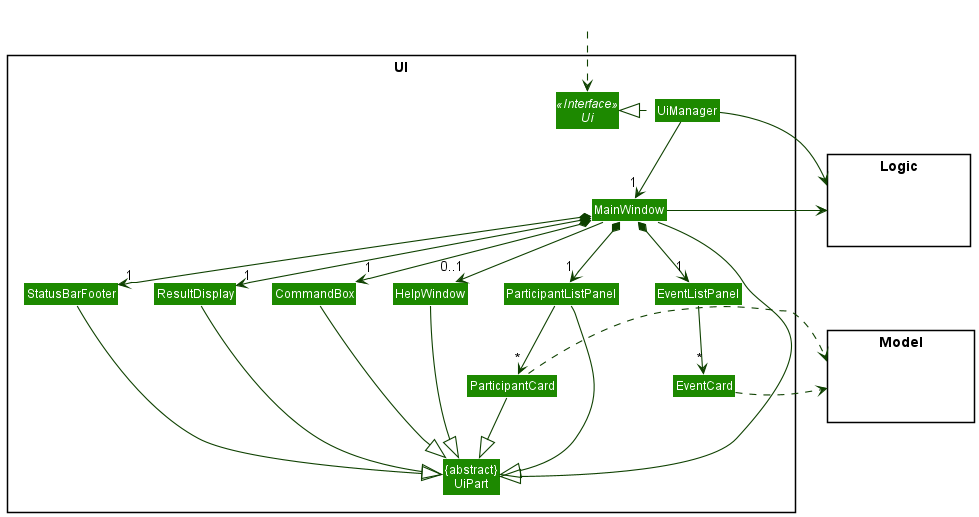 UI
«Interface»
Ui
UiManager
Logic
1
MainWindow
1
1
1
0..1
1
1
StatusBarFooter
ResultDisplay
CommandBox
HelpWindow
ParticipantListPanel
EventListPanel
Model
*
*
ParticipantCard
EventCard
{abstract}
UiPart